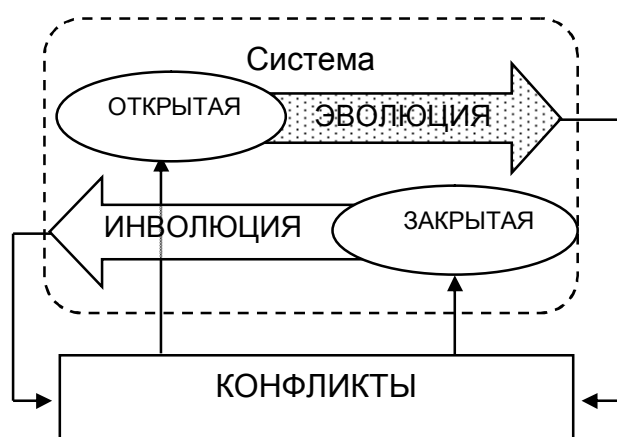 Система
ОТКРЫТАЯ
ЭВОЛЮЦИЯ
ИНВОЛЮЦИЯ
ЗАКРЫТАЯ
КОНФЛИКТЫ